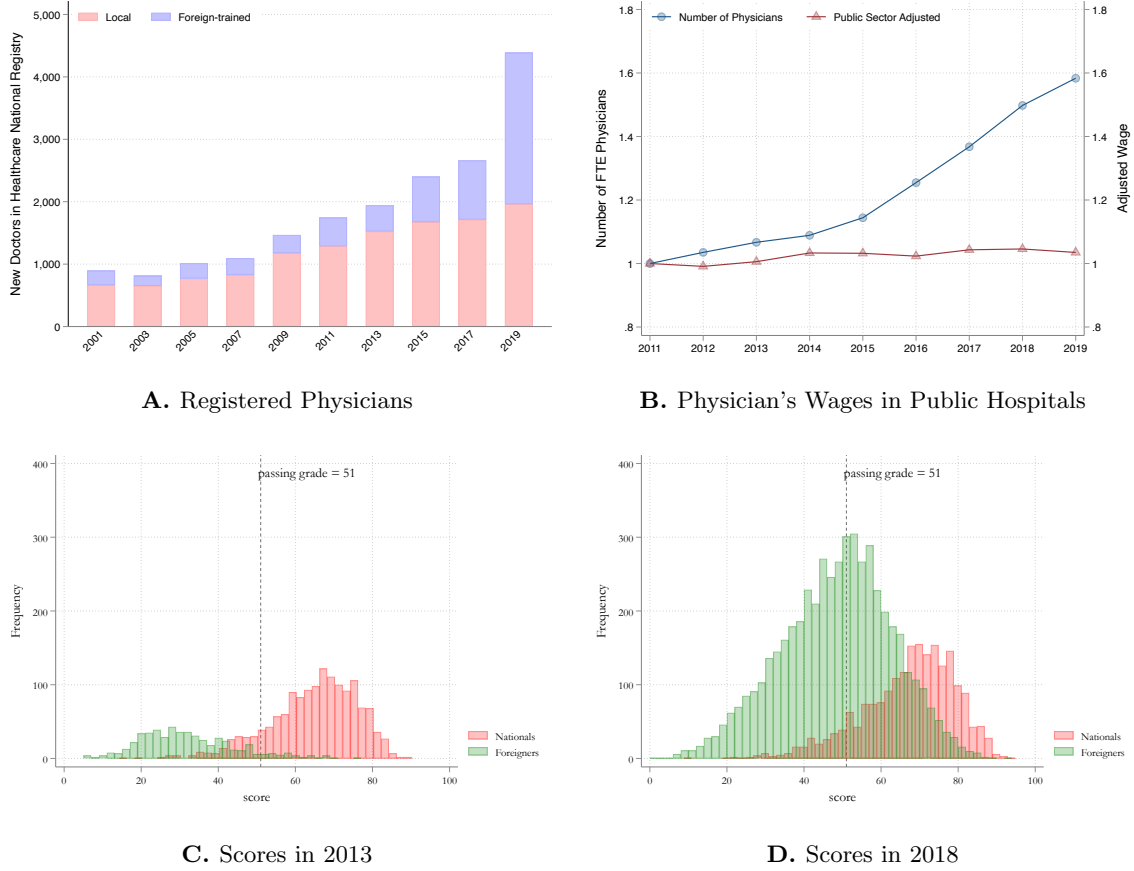 Local Foreign-trained
New Doctors in Healthcare National Registry
5,000
4,000
3,000
2,000
1,000
0
2001 2003 2005 2007 2009 2011 2013 2015 2017 2019
A. Registered Physicians
Number of Physicians Public Sector Adjusted
Number of FTE Physicians
1.8
1.6
1.4
1.2
1
.8
1.8
1.6
1.4
1.2
1
.8
Adjusted Wage
2011 2012 2013 2014 2015 2016 2017 2018 2019
B. Physician's Wages in Public Hospitals
passing grade = 51
Frequency
400
300
200
100
0
Nationals
Foreigners
0 20 40 60 80 100
score
C. Scores in 2013
passing grade = 51
Frequency
400
300
200
100
0
Nationals
Foreigners
0 20 40 60 80 100
score
D. Scores in 2018